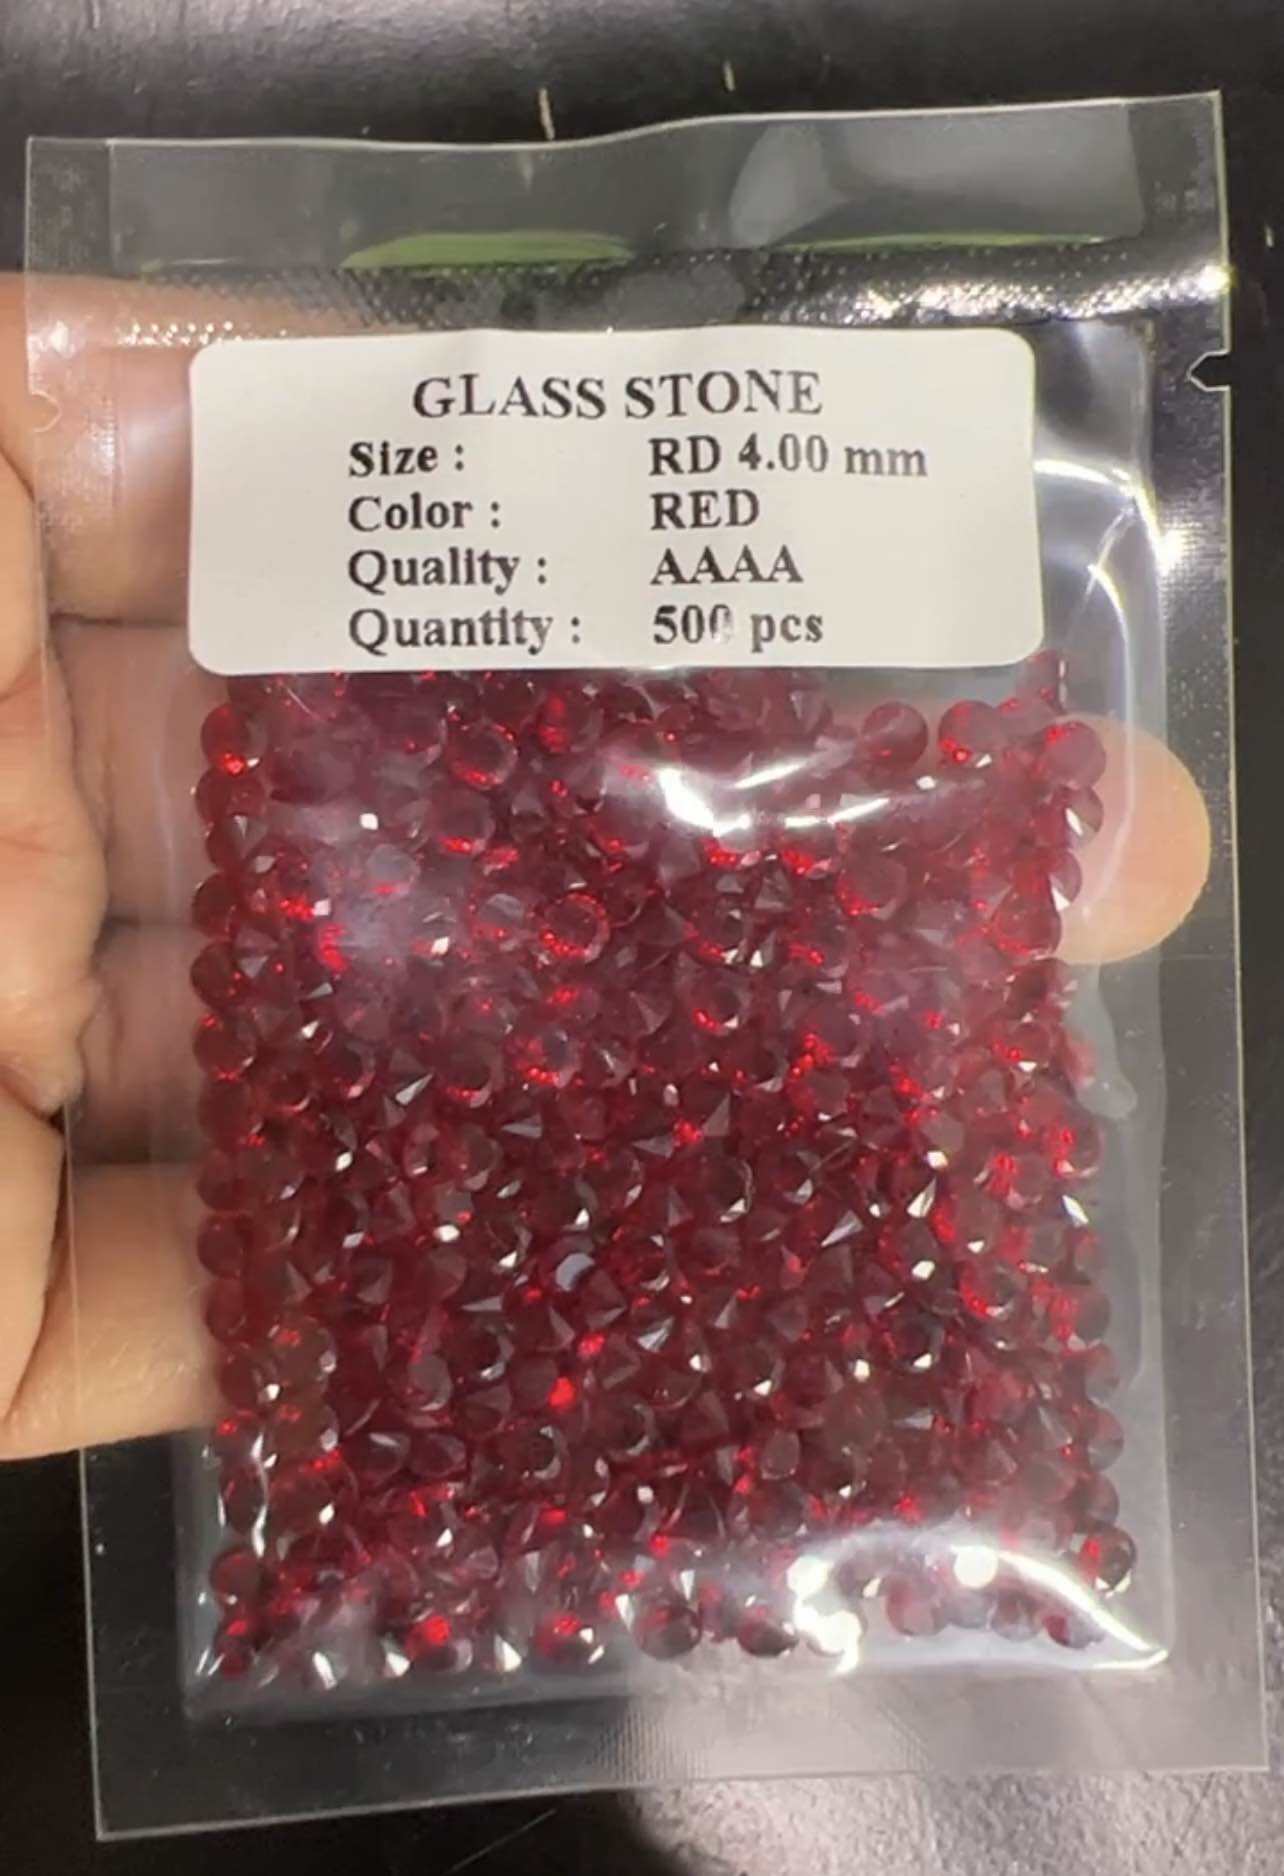 GLASS STONE
Size : RD 4.00 mm
Color : RED
Quality : AAAA
Quantity : 500 pcs